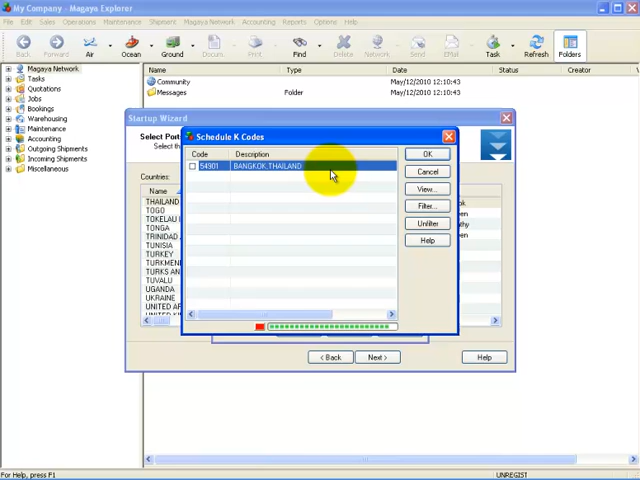 My Company - Magaya Explorer
File Edit Sales Operations Maintenance Shipment Magaya Network Accounting Reports Options Help
Back Forward Air Ocean Ground Docum. Print Find Delete Network Send EMail Task Refresh Folders
Magaya Network
Tasks
Quotations
Jobs
Bookings
Warehousing
Maintenance
Accounting
Outgoing Shipments
Incoming Shipments
Miscellaneous
Name Type Date Status Creator
Community May/12/2010 12:10:43
Messages Folder May/12/2010 12:10:43
Startup Wizard
Select Port
Select th
Countries:
Name
THAILAND
TOGO
TOKELAU
TONGA
TRINIDAD
TUNISIA
TURKEY
TURKMEN
TURKS AN
TUVALU
UGANDA
UKRAINE
UNITED AR
Schedule K Codes
Code Description
54901 BANGKOK,THAILAND
OK
Cancel
View...
Filter...
Unfilter
Help
< Back Next > Help
For Help, press F1 UNREGIST